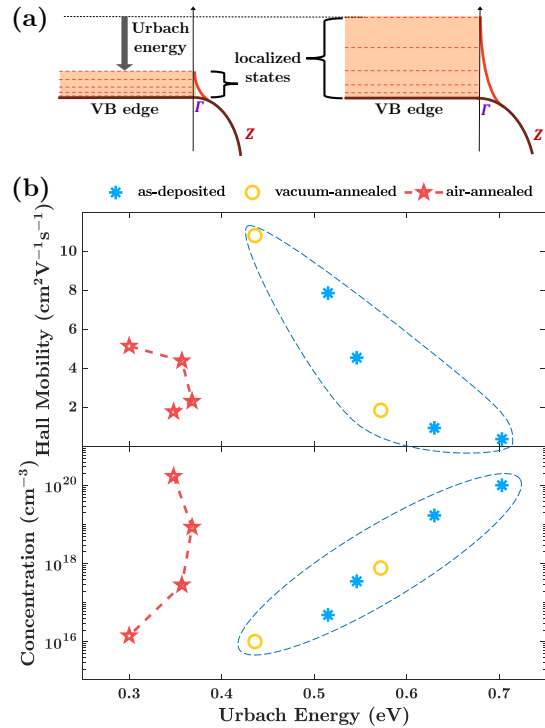 (a)
Urbach
energy
localized
states
VB edge
Γ
Z
VB edge
Γ
Z
(b)
as-deposited
vacuum-annealed
air-annealed
Hall Mobility (cm²V⁻¹s⁻¹)
10
8
6
4
2
Concentration (cm⁻³)
10²⁰
10¹⁸
10¹⁶
0.3
0.4
0.5
0.6
0.7
Urbach Energy (eV)